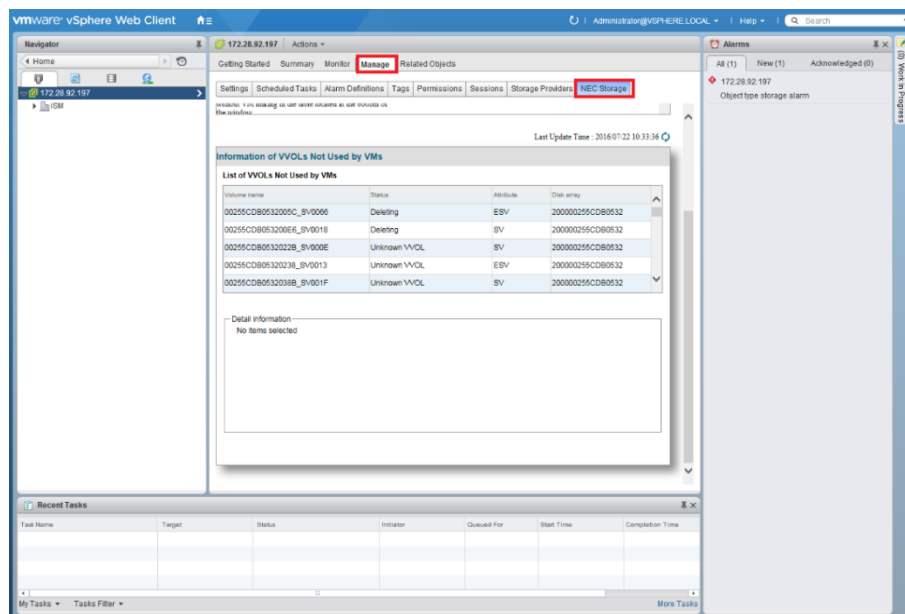 vmware® vSphere Web Client
Administrator@VSPHERE.LOCAL
Help
Search
Navigator
Home
172.28.92.197
ISM
172.28.92.197 Actions
Getting Started Summary Monitor Manage Related Objects
Settings Scheduled Tasks Alarm Definitions Tags Permissions Sessions Storage Providers NEC Storage
the window.
Last Update Time : 2016/07/22 10:33:36
Information of VVOLs Not Used by VMs
List of VVOLs Not Used by VMs
Volume name Status Attribute Disk array
00255CDB0532005C_SV0066 Deleting ESV 200000255CDB0532
00255CDB053200E6_SV0018 Deleting SV 200000255CDB0532
00255CDB0532022B_SV000E Unknown VVOL SV 200000255CDB0532
00255CDB05320238_SV0013 Unknown VVOL ESV 200000255CDB0532
00255CDB0532038B_SV001F Unknown VVOL SV 200000255CDB0532
Detail information
No items selected
Alarms
All (1) New (1) Acknowledged (0)
172.28.92.197
Object type storage alarm
(0) Work In Progress
Recent Tasks
Task Name Target Status Initiator Queued For Start Time Completion Time
My Tasks Tasks Filter More Tasks